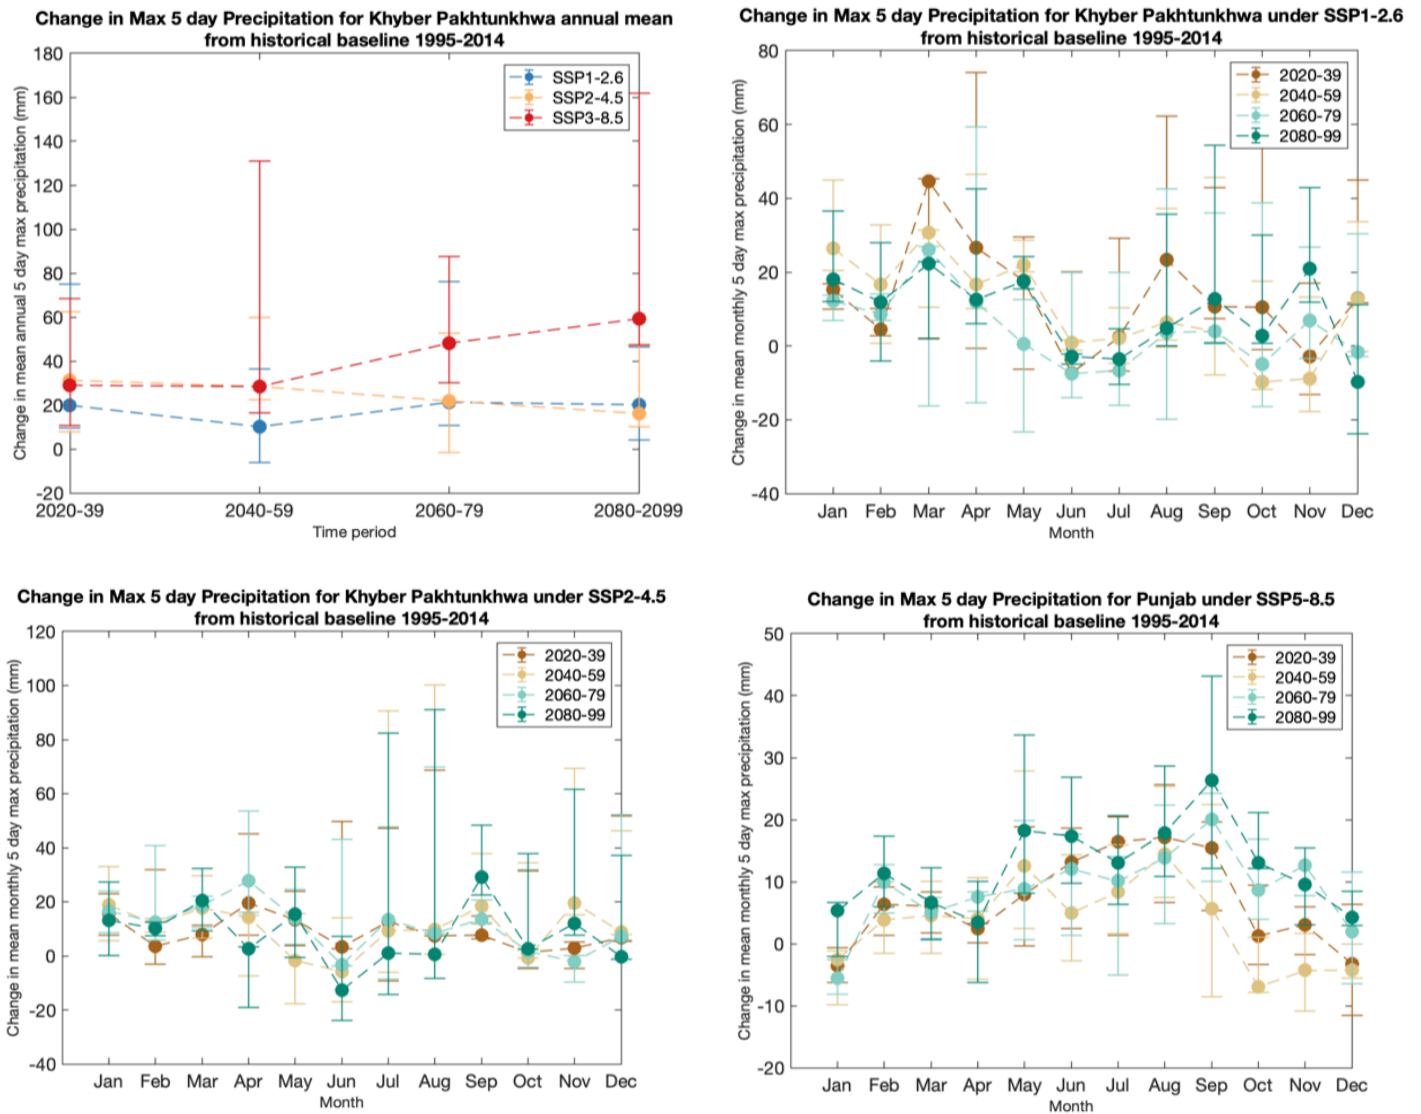 Change in Max 5 day Precipitation for Khyber Pakhtunkhwa annual mean
from historical baseline 1995-2014
Change in mean annual 5 day max precipitation (mm)
180
160
140
120
100
80
60
40
20
0
-20
SSP1-2.6
SSP2-4.5
SSP3-8.5
2020-39 2040-59 2060-79 2080-2099
Time period
Change in Max 5 day Precipitation for Khyber Pakhtunkhwa under SSP1-2.6
from historical baseline 1995-2014
Change in mean monthly 5 day max precipitation (mm)
80
60
40
20
0
-20
-40
2020-39
2040-59
2060-79
2080-99
Jan Feb Mar Apr May Jun Jul Aug Sep Oct Nov Dec
Month
Change in Max 5 day Precipitation for Khyber Pakhtunkhwa under SSP2-4.5
from historical baseline 1995-2014
Change in mean monthly 5 day max precipitation (mm)
120
100
80
60
40
20
0
-20
-40
2020-39
2040-59
2060-79
2080-99
Jan Feb Mar Apr May Jun Jul Aug Sep Oct Nov Dec
Month
Change in Max 5 day Precipitation for Punjab under SSP5-8.5
from historical baseline 1995-2014
Change in mean monthly 5 day max precipitation (mm)
50
40
30
20
10
0
-10
-20
2020-39
2040-59
2060-79
2080-99
Jan Feb Mar Apr May Jun Jul Aug Sep Oct Nov Dec
Month